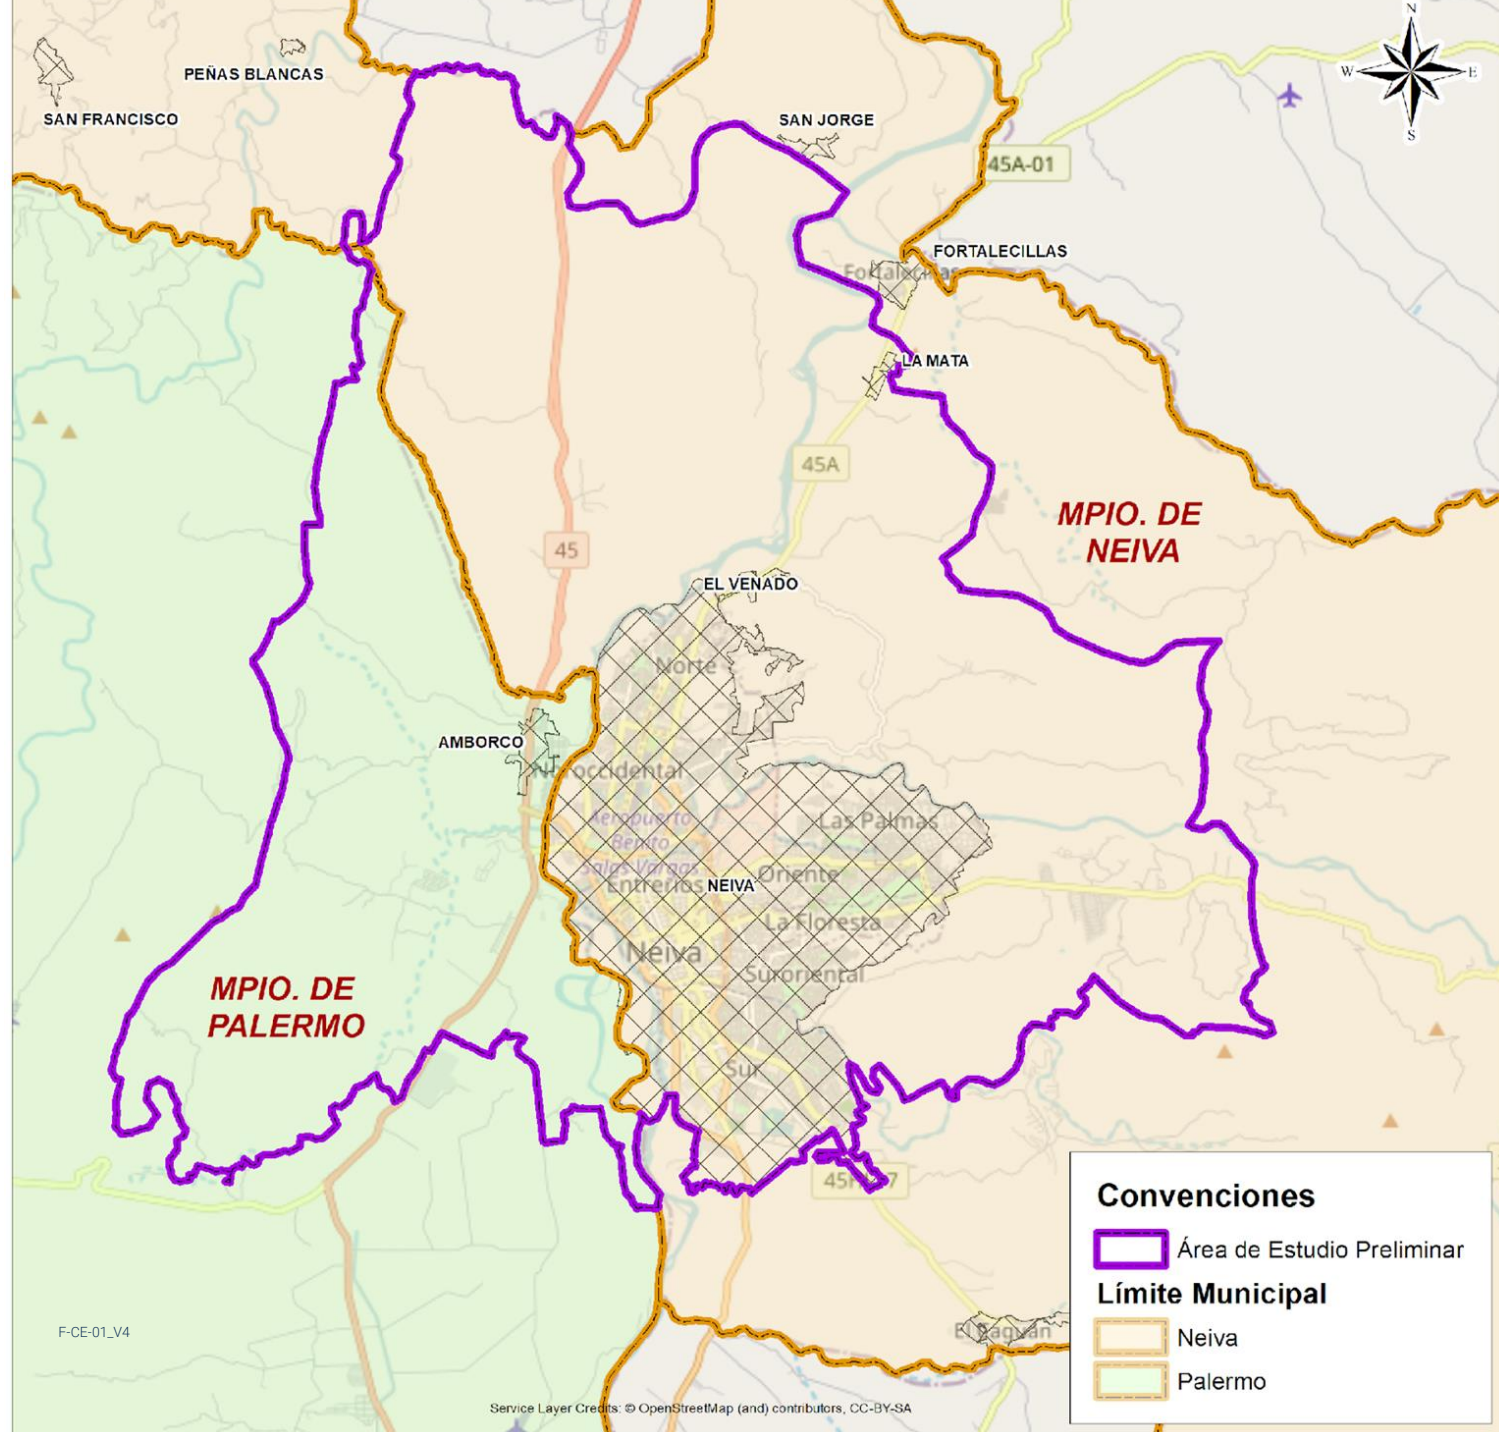 N
W
E
S
PEÑAS BLANCAS
SAN FRANCISCO
SAN JORGE
45A-01
FORTALECILLAS
Fortalecillas
LA MATA
45A
MPIO. DE
NEIVA
45
EL VENADO
Norte
AMBORCO
Noroccidental
Aeropuerto
Benito
Salas Vargas
Las Palmas
Entreríos
NEIVA
Oriente
La Floresta
Neiva
Suroriental
MPIO. DE
PALERMO
Sur
Convenciones
Área de Estudio Preliminar
Límite Municipal
Neiva
Palermo
F-CE-01_V4
El Caguán
Service Layer Credits: © OpenStreetMap (and) contributors, CC-BY-SA